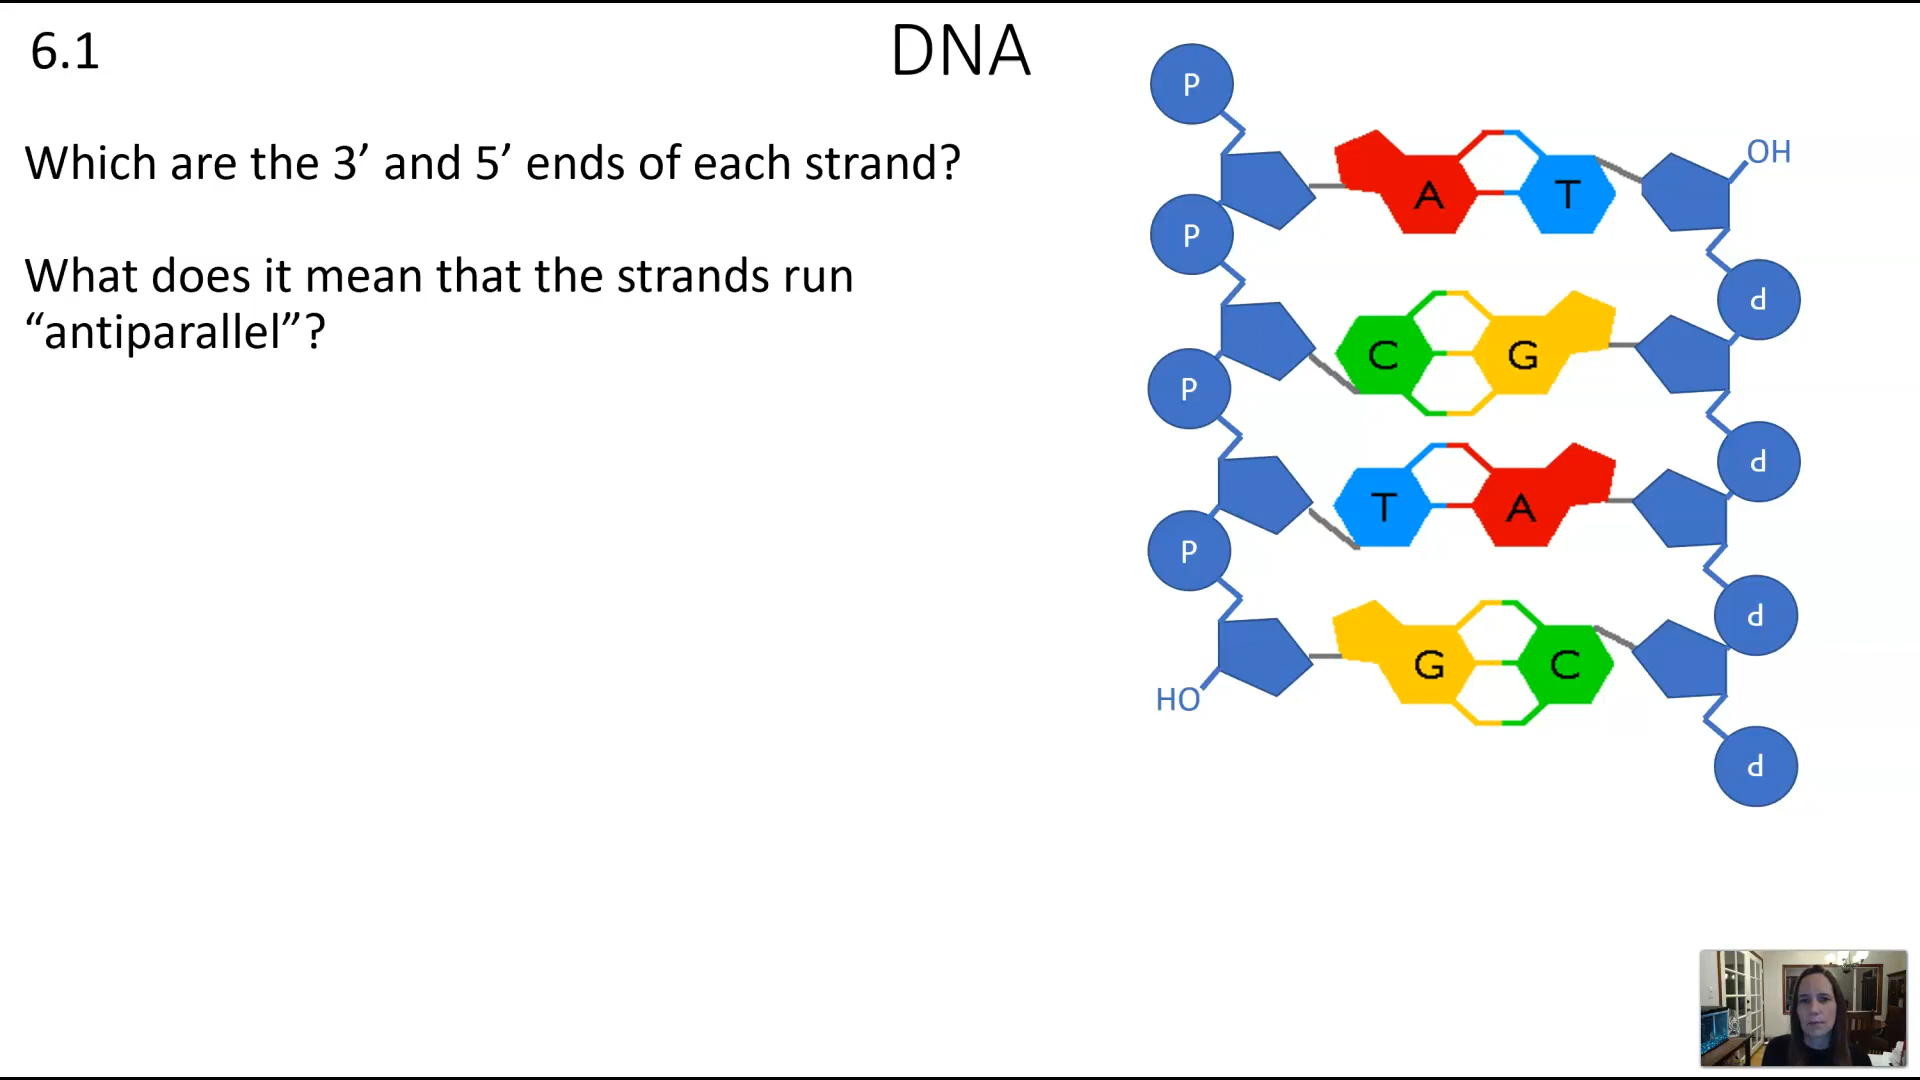 6.1
DNA
Which are the 3’ and 5’ ends of each strand?
What does it mean that the strands run
“antiparallel”?
P
A
T
OH
P
P
C
G
P
P
T
A
P
P
G
C
HO
P